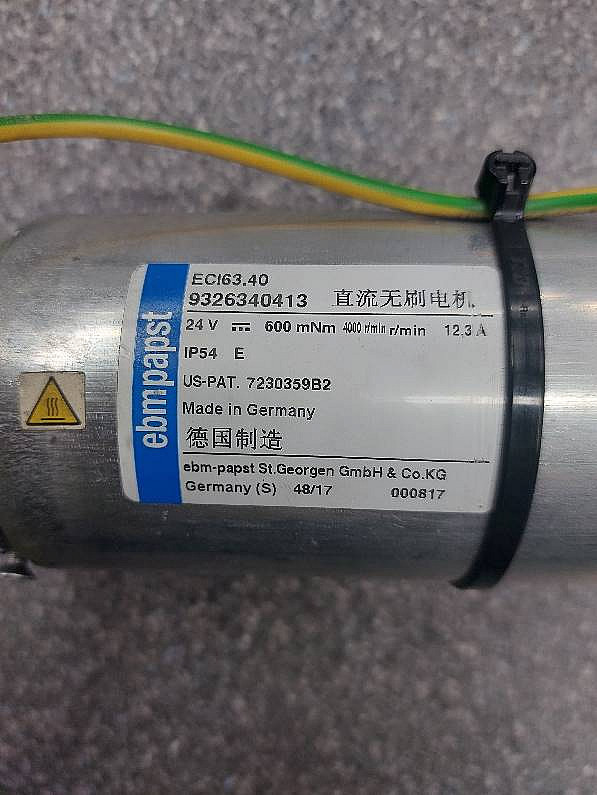 ebmpapst
ECI63.40
9326340413 直流无刷电机
24 V 600 mNm 4000 r/min r/min 12,3 A
IP54 E
US-PAT. 7230359B2
Made in Germany
德国制造
ebm-papst St.Georgen GmbH & Co.KG
Germany (S) 48/17 000817